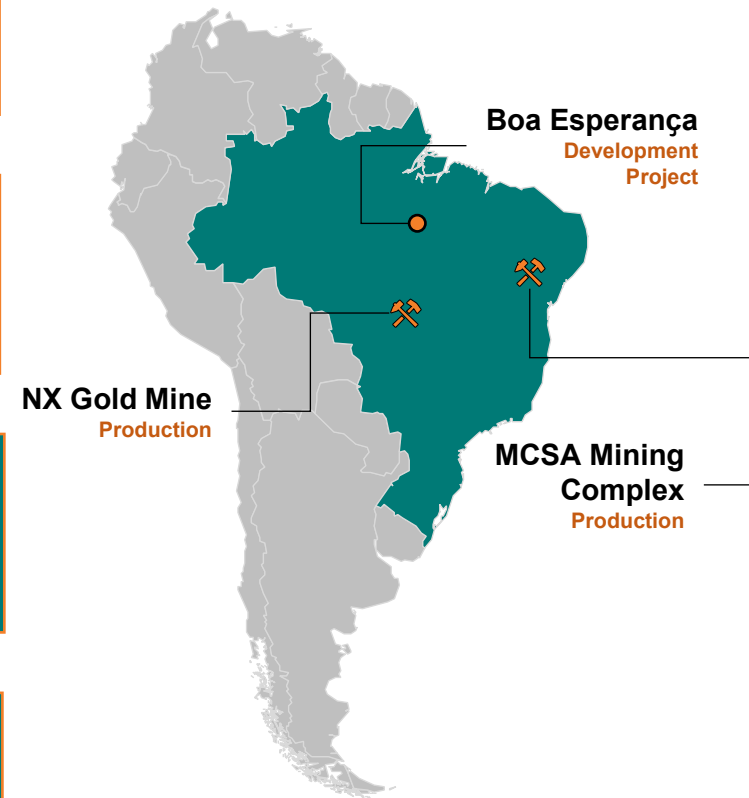 Boa Esperança
Development
Project
NX Gold Mine
Production
MCSA Mining
Complex
Production